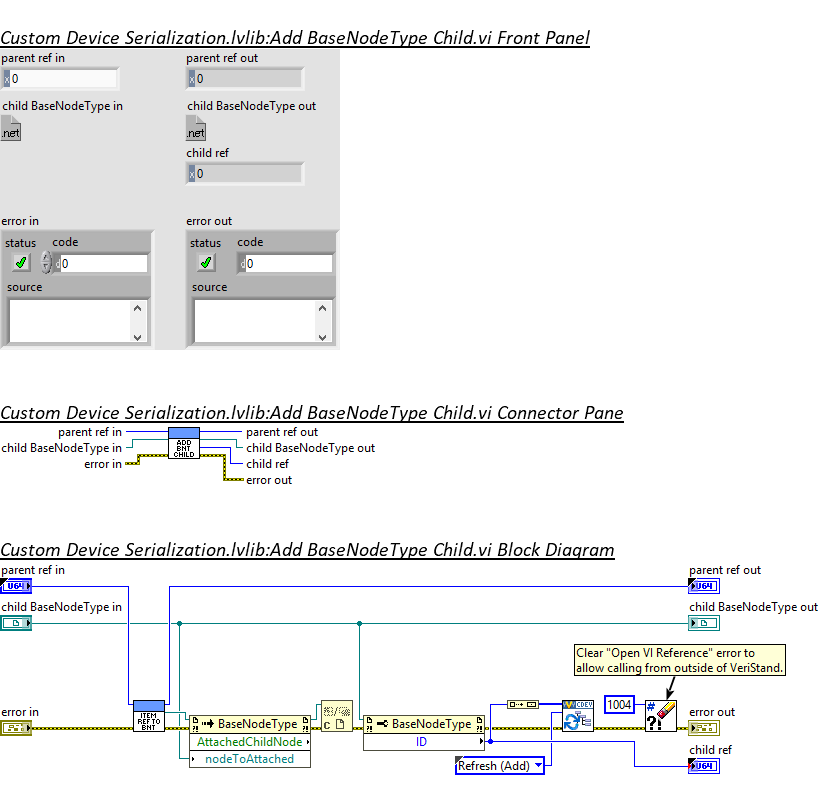 Custom Device Serialization.lvlib:Add BaseNodeType Child.vi Front Panel
parent ref in
parent ref out
x 0
x 0
child BaseNodeType in
child BaseNodeType out
.net
.net
child ref
x 0
error in
error out
status
code
status
code
d 0
d 0
source
source
Custom Device Serialization.lvlib:Add BaseNodeType Child.vi Connector Pane
parent ref in
parent ref out
child BaseNodeType in
ADD BNT CHILD
child BaseNodeType out
error in
child ref
error out
Custom Device Serialization.lvlib:Add BaseNodeType Child.vi Block Diagram
parent ref in
parent ref out
U64
U64
child BaseNodeType in
child BaseNodeType out
Clear "Open VI Reference" error to
allow calling from outside of VeriStand.
error in
ITEM REF TO BNT
BaseNodeType
AttachedChildNode
nodeToAttached
C
BaseNodeType
ID
CDEV
1004
#
?!
error out
Refresh (Add)
child ref
U64